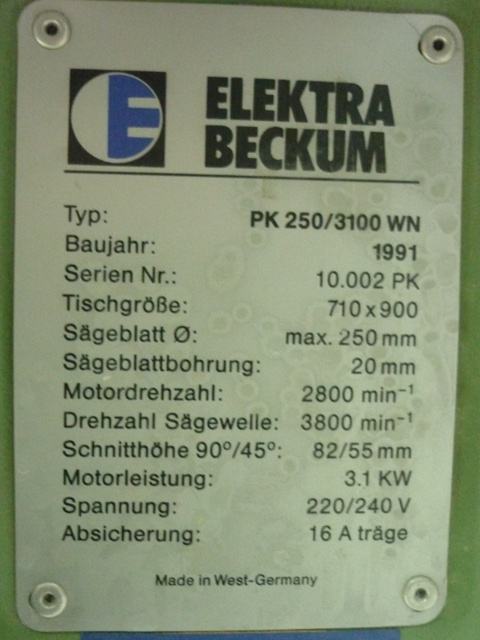 E
ELEKTRA
BECKUM
Typ: PK 250/3100 WN
Baujahr: 1991
Serien Nr.: 10.002 PK
Tischgröße: 710 x 900
Sägeblatt Ø: max. 250 mm
Sägeblattbohrung: 20 mm
Motordrehzahl: 2800 min⁻¹
Drehzahl Sägewelle: 3800 min⁻¹
Schnitthöhe 90°/45°: 82/55 mm
Motorleistung: 3.1 KW
Spannung: 220/240 V
Absicherung: 16 A träge
Made in West-Germany